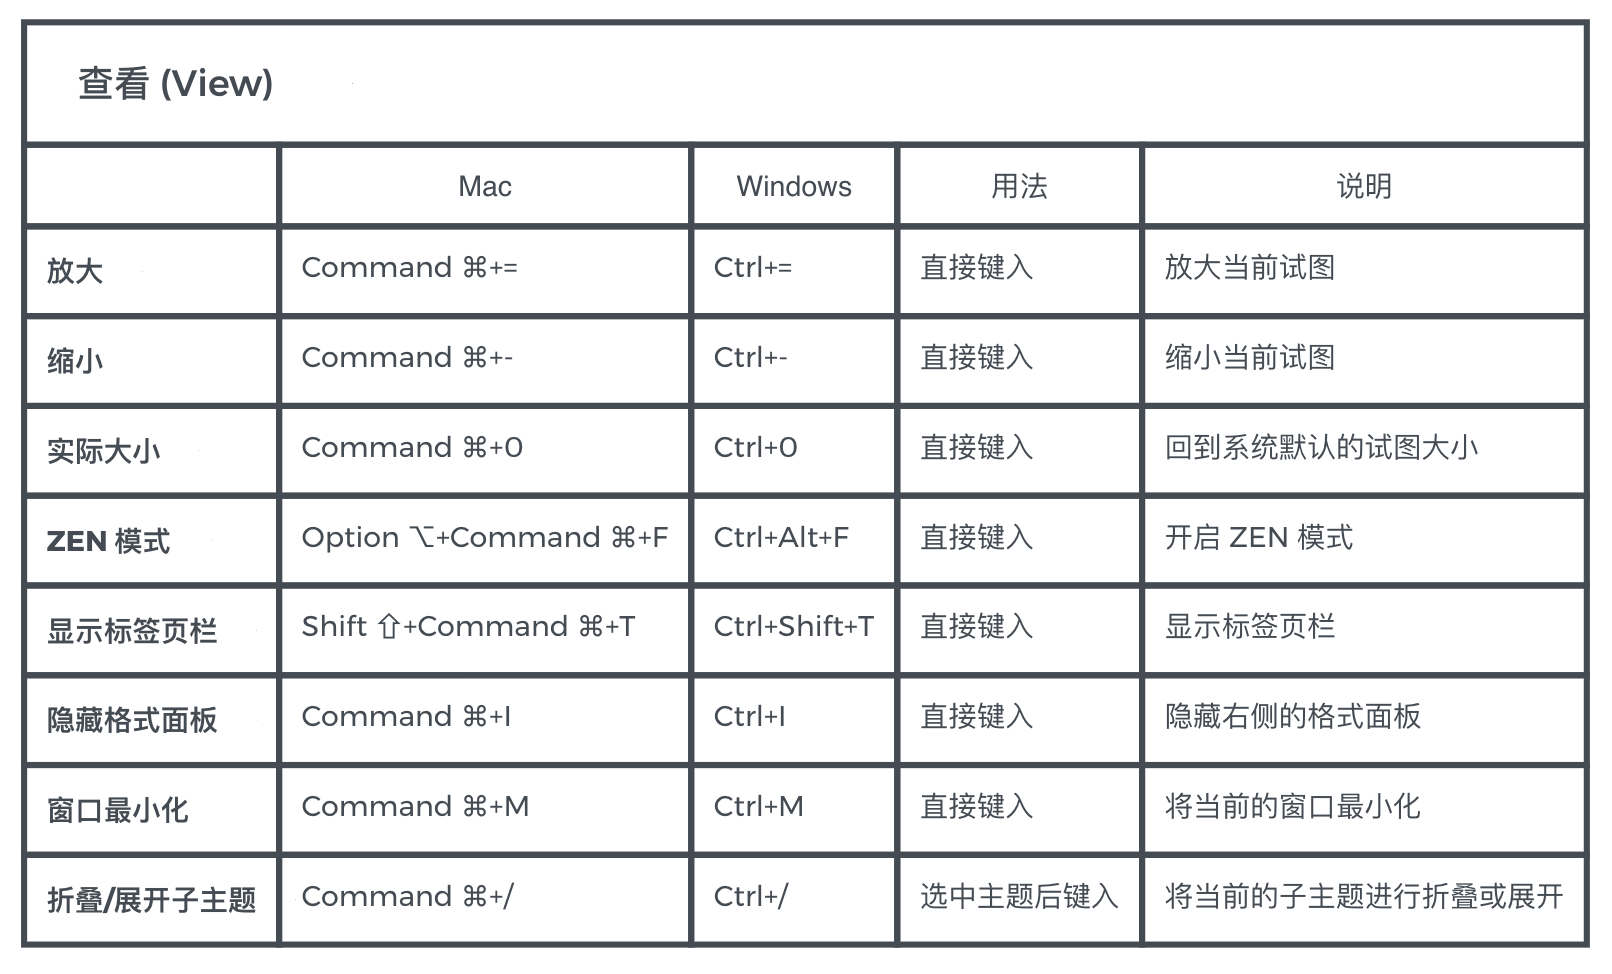 查看 (View)
Mac Windows 用法 说明
放大 Command ⌘+= Ctrl+= 直接键入 放大当前试图
缩小 Command ⌘+- Ctrl+- 直接键入 缩小当前试图
实际大小 Command ⌘+0 Ctrl+0 直接键入 回到系统默认的试图大小
ZEN 模式 Option ⌥+Command ⌘+F Ctrl+Alt+F 直接键入 开启 ZEN 模式
显示标签页栏 Shift ⇧+Command ⌘+T Ctrl+Shift+T 直接键入 显示标签页栏
隐藏格式面板 Command ⌘+I Ctrl+I 直接键入 隐藏右侧的格式面板
窗口最小化 Command ⌘+M Ctrl+M 直接键入 将当前的窗口最小化
折叠/展开子主题 Command ⌘+/ Ctrl+/ 选中主题后键入 将当前的子主题进行折叠或展开